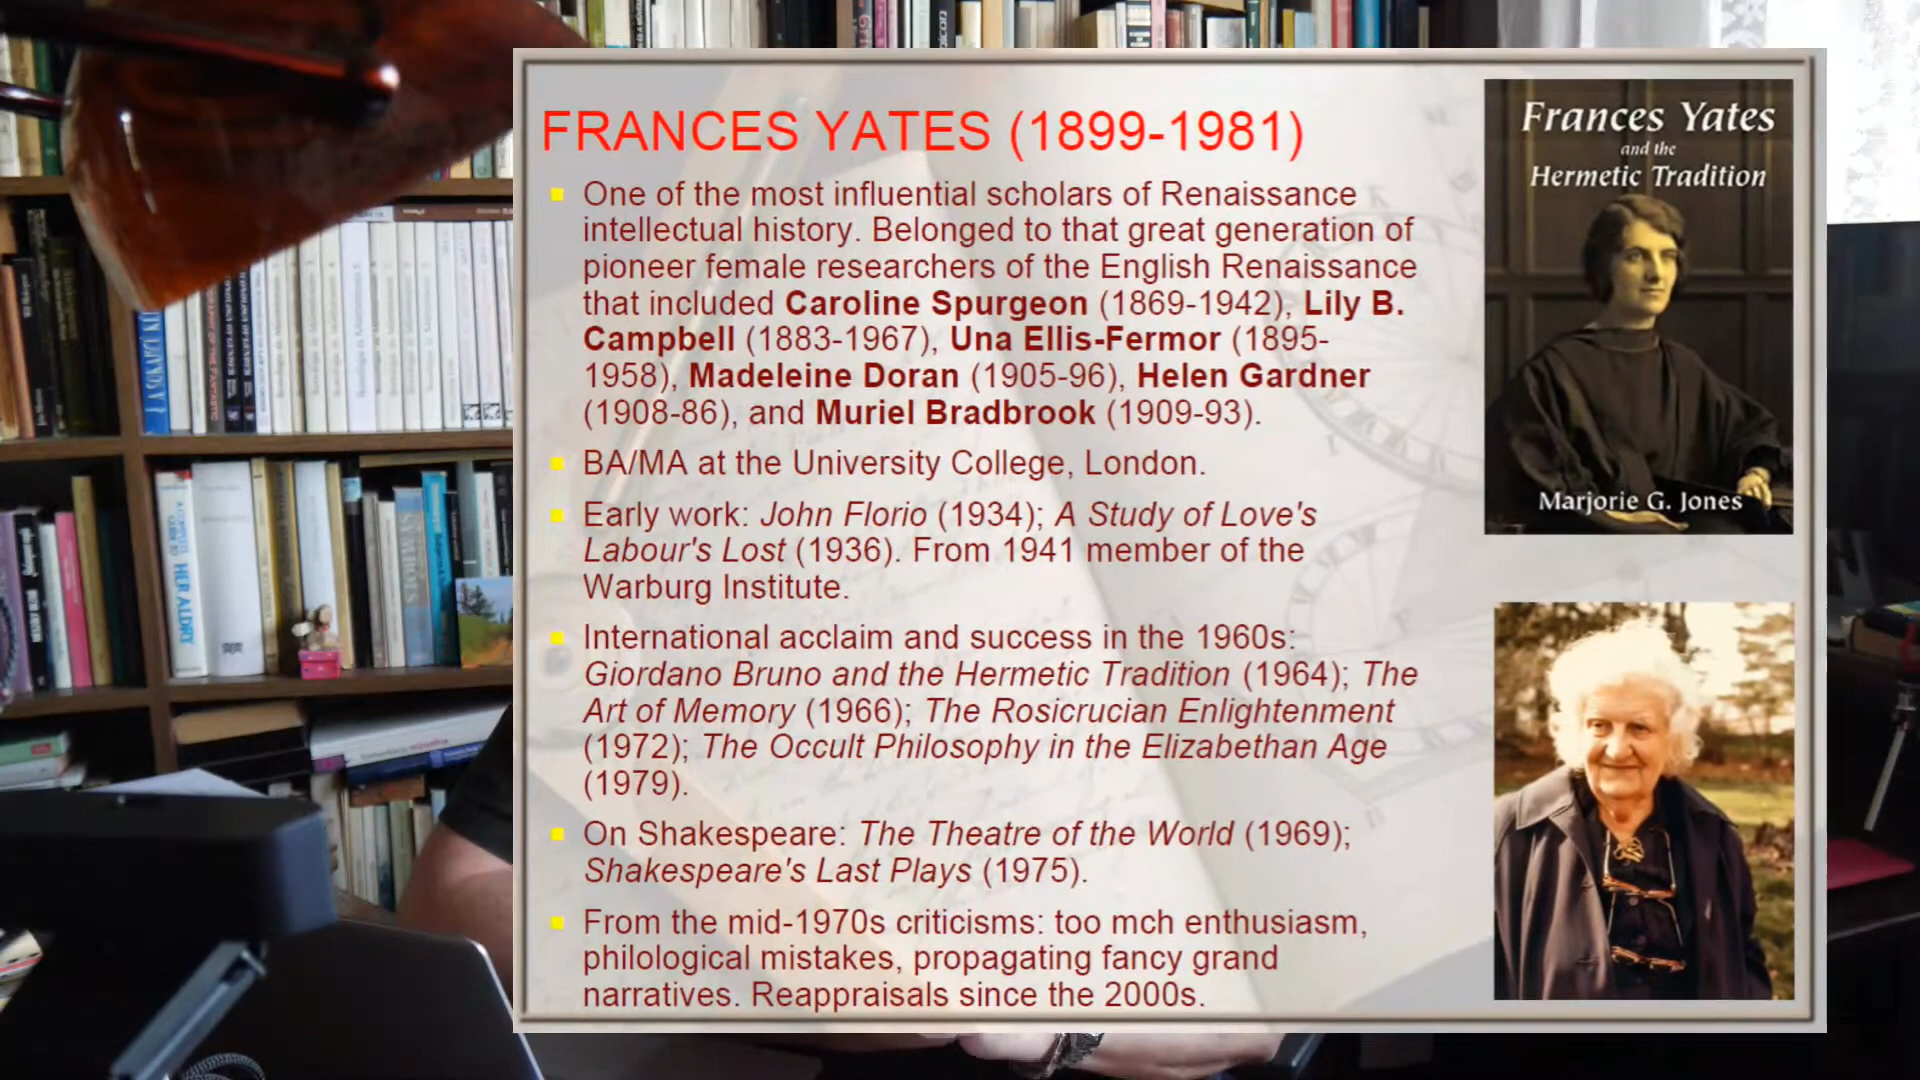 FRANCES YATES (1899-1981)
One of the most influential scholars of Renaissance
intellectual history. Belonged to that great generation of
pioneer female researchers of the English Renaissance
that included Caroline Spurgeon (1869-1942), Lily B.
Campbell (1883-1967), Una Ellis-Fermor (1895-
1958), Madeleine Doran (1905-96), Helen Gardner
(1908-86), and Muriel Bradbrook (1909-93).
BA/MA at the University College, London.
Early work: John Florio (1934); A Study of Love's
Labour's Lost (1936). From 1941 member of the
Warburg Institute.
International acclaim and success in the 1960s:
Giordano Bruno and the Hermetic Tradition (1964); The
Art of Memory (1966); The Rosicrucian Enlightenment
(1972); The Occult Philosophy in the Elizabethan Age
(1979).
On Shakespeare: The Theatre of the World (1969);
Shakespeare's Last Plays (1975).
From the mid-1970s criticisms: too mch enthusiasm,
philological mistakes, propagating fancy grand
narratives. Reappraisals since the 2000s.
Frances Yates
and the
Hermetic Tradition
Marjorie G. Jones
HERALDRY
SYMBOLS